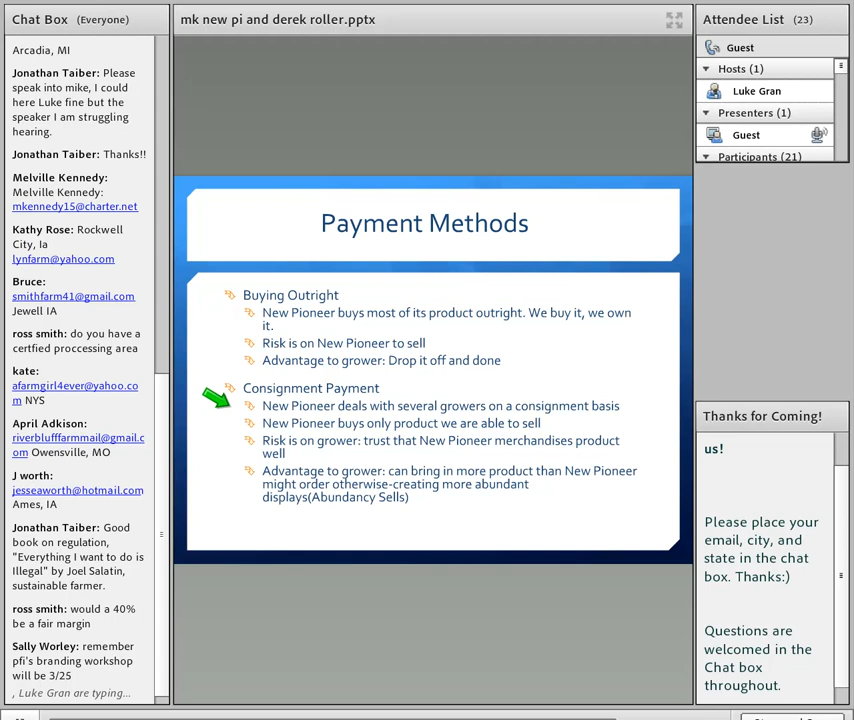 Chat Box (Everyone)
Arcadia, MI
Jonathan Taiber: Please
speak into mike, I could
here Luke fine but the
speaker I am struggling
hearing.
Jonathan Taiber: Thanks!!
Melville Kennedy:
Melville Kennedy:
mkennedy15@charter.net
Kathy Rose: Rockwell
City, Ia
lynfarm@yahoo.com
Bruce:
smithfarm41@gmail.com
Jewell IA
ross smith: do you have a
certfied proccessing area
kate:
afarmgirl4ever@yahoo.co
m NYS
April Adkison:
riverblufffarmmail@gmail.c
om Owensville, MO
J worth:
jesseaworth@hotmail.com
Ames, IA
Jonathan Taiber: Good
book on regulation,
"Everything I want to do is
Illegal" by Joel Salatin,
sustainable farmer.
ross smith: would a 40%
be a fair margin
Sally Worley: remember
pfi's branding workshop
will be 3/25
, Luke Gran are typing...
mk new pi and derek roller.pptx
Payment Methods
Buying Outright
New Pioneer buys most of its product outright. We buy it, we own
it.
Risk is on New Pioneer to sell
Advantage to grower: Drop it off and done
Consignment Payment
New Pioneer deals with several growers on a consignment basis
New Pioneer buys only product we are able to sell
Risk is on grower: trust that New Pioneer merchandises product
well
Advantage to grower: can bring in more product than New Pioneer
might order otherwise-creating more abundant
displays(Abundancy Sells)
Attendee List (23)
Guest
Hosts (1)
Luke Gran
Presenters (1)
Guest
Participants (21)
Thanks for Coming!
us!
Please place your
email, city, and
state in the chat
box. Thanks:)
Questions are
welcomed in the
Chat box
throughout.